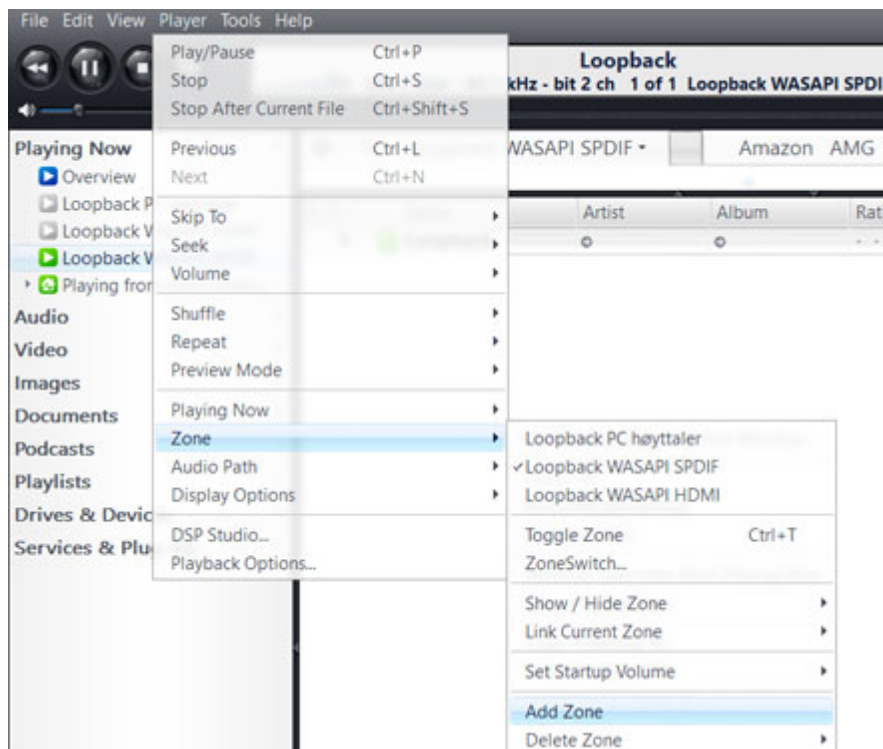 File Edit View Player Tools Help
Loopback
kHz - bit 2 ch 1 of 1 Loopback WASAPI SPDI
Play/Pause Ctrl+P
Stop Ctrl+S
Stop After Current File Ctrl+Shift+S
Previous Ctrl+L
Next Ctrl+N
Skip To
Seek
Volume
Shuffle
Repeat
Preview Mode
Playing Now
Zone
Audio Path
Display Options
DSP Studio...
Playback Options...
Playing Now
Overview
Loopback P
Loopback V
Loopback W
Playing fror
Audio
Video
Images
Documents
Podcasts
Playlists
Drives & Devic
Services & Plu
WASAPI SPDIF Amazon AMG
Artist Album Rat
Loopback PC høyttaler
Loopback WASAPI SPDIF
Loopback WASAPI HDMI
Toggle Zone Ctrl+T
ZoneSwitch...
Show / Hide Zone
Link Current Zone
Set Startup Volume
Add Zone
Delete Zone